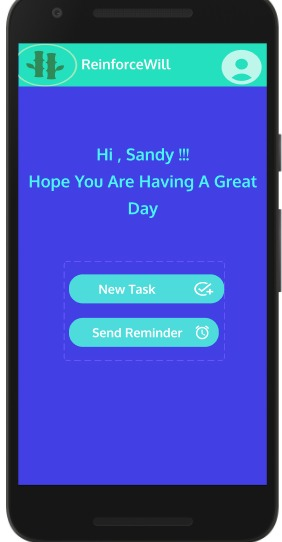 ReinforceWill
Hi , Sandy !!!
Hope You Are Having A Great
Day
New Task
Send Reminder